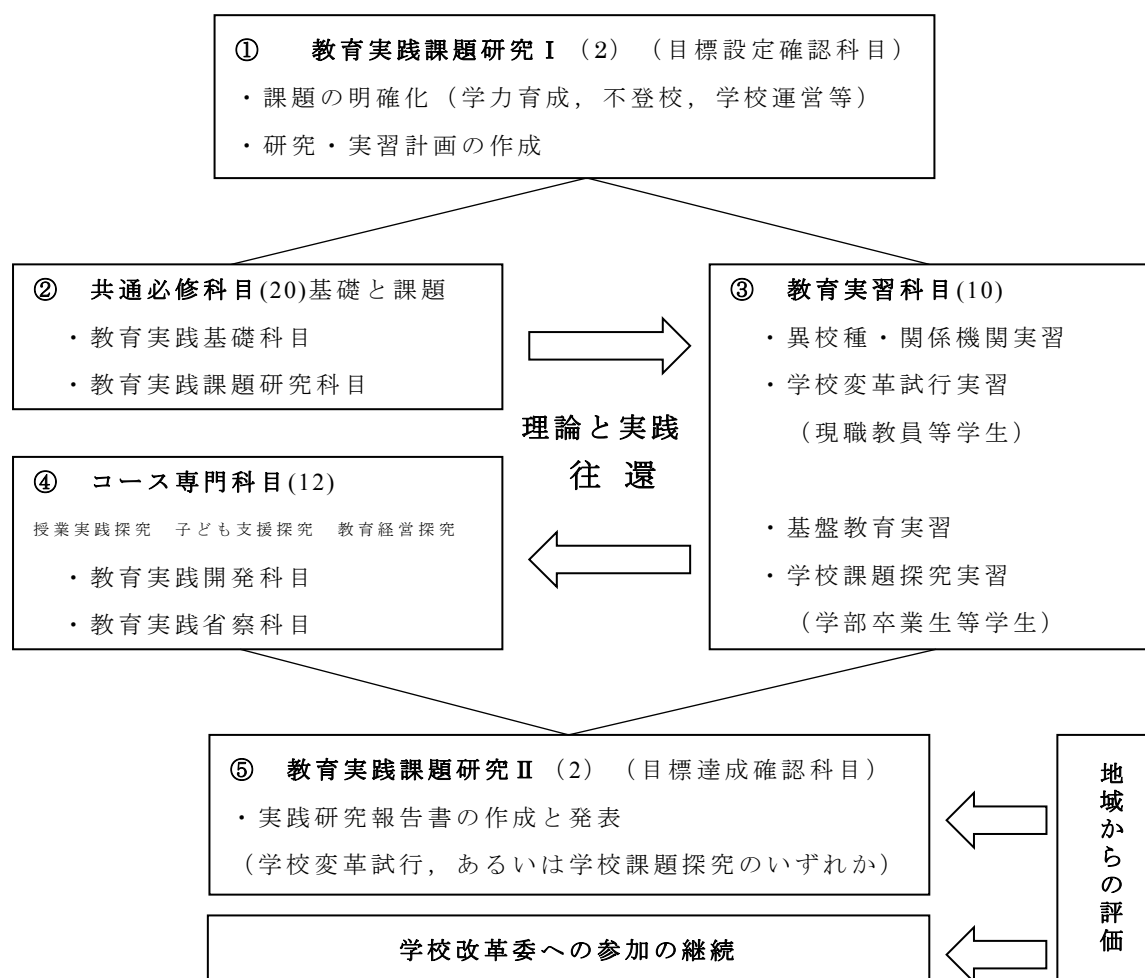 ① 教育実践課題研究Ⅰ（2）（目標設定確認科目）
・課題の明確化（学力育成，不登校，学校運営等）
・研究・実習計画の作成
② 共通必修科目(20)基礎と課題
・教育実践基礎科目
・教育実践課題研究科目
③ 教育実習科目(10)
・異校種・関係機関実習
・学校変革試行実習
（現職教員等学生）
・基盤教育実習
・学校課題探究実習
（学部卒業生等学生）
理論と実践
往 還
④ コース専門科目(12)
授業実践探究 子ども支援探究 教育経営探究
・教育実践開発科目
・教育実践省察科目
⑤ 教育実践課題研究Ⅱ（2）（目標達成確認科目）
・実践研究報告書の作成と発表
（学校変革試行，あるいは学校課題探究のいずれか）
地域からの評価
学校改革委への参加の継続